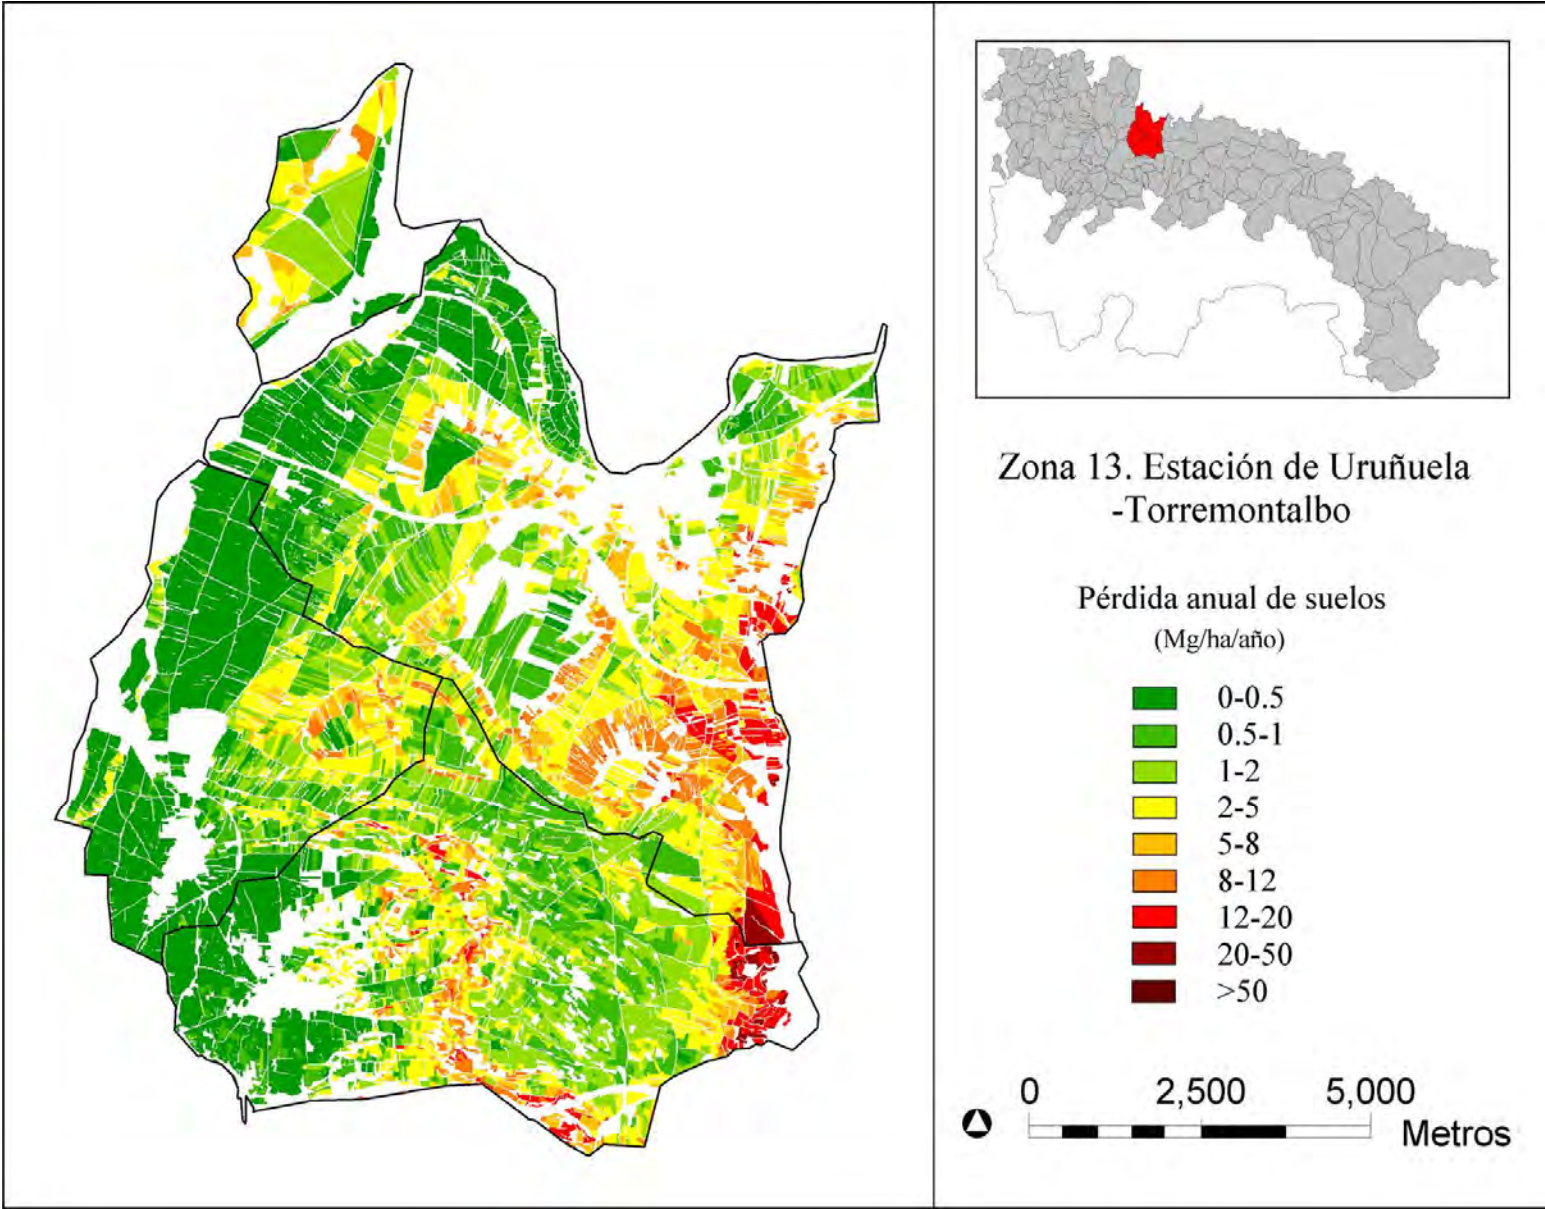 Zona 13. Estación de Uruñuela
-Torremontalbo
Pérdida anual de suelos
(Mg/ha/año)
0-0.5
0.5-1
1-2
2-5
5-8
8-12
12-20
20-50
>50
0 2,500 5,000
Metros